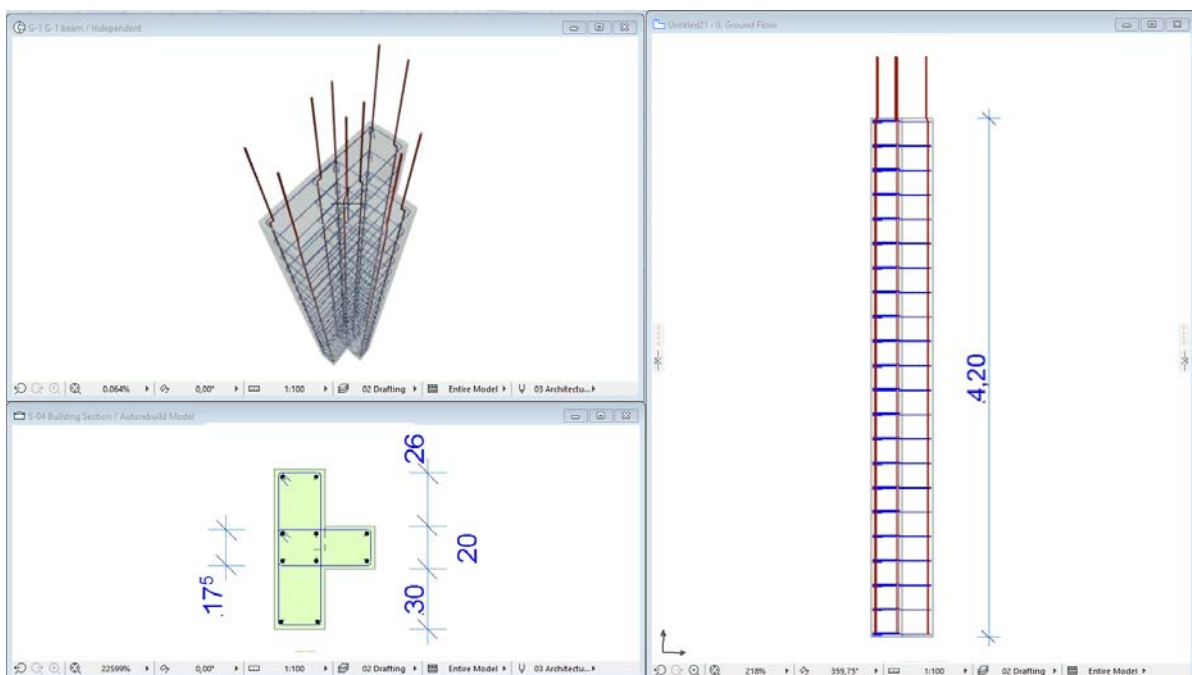 G-1 G-1 beam / Independent
0.064%
0,00°
1:100
02 Drafting
Entire Model
03 Architectu...
S-04 Building Section / Autorebuild Model
.26
.17⁵
20
.30
22599%
0,00°
1:100
02 Drafting
Entire Model
03 Architectu...
Untitled21 - 0. Ground Floor
4,20
218%
359,75°
1:100
02 Drafting
Entire Model